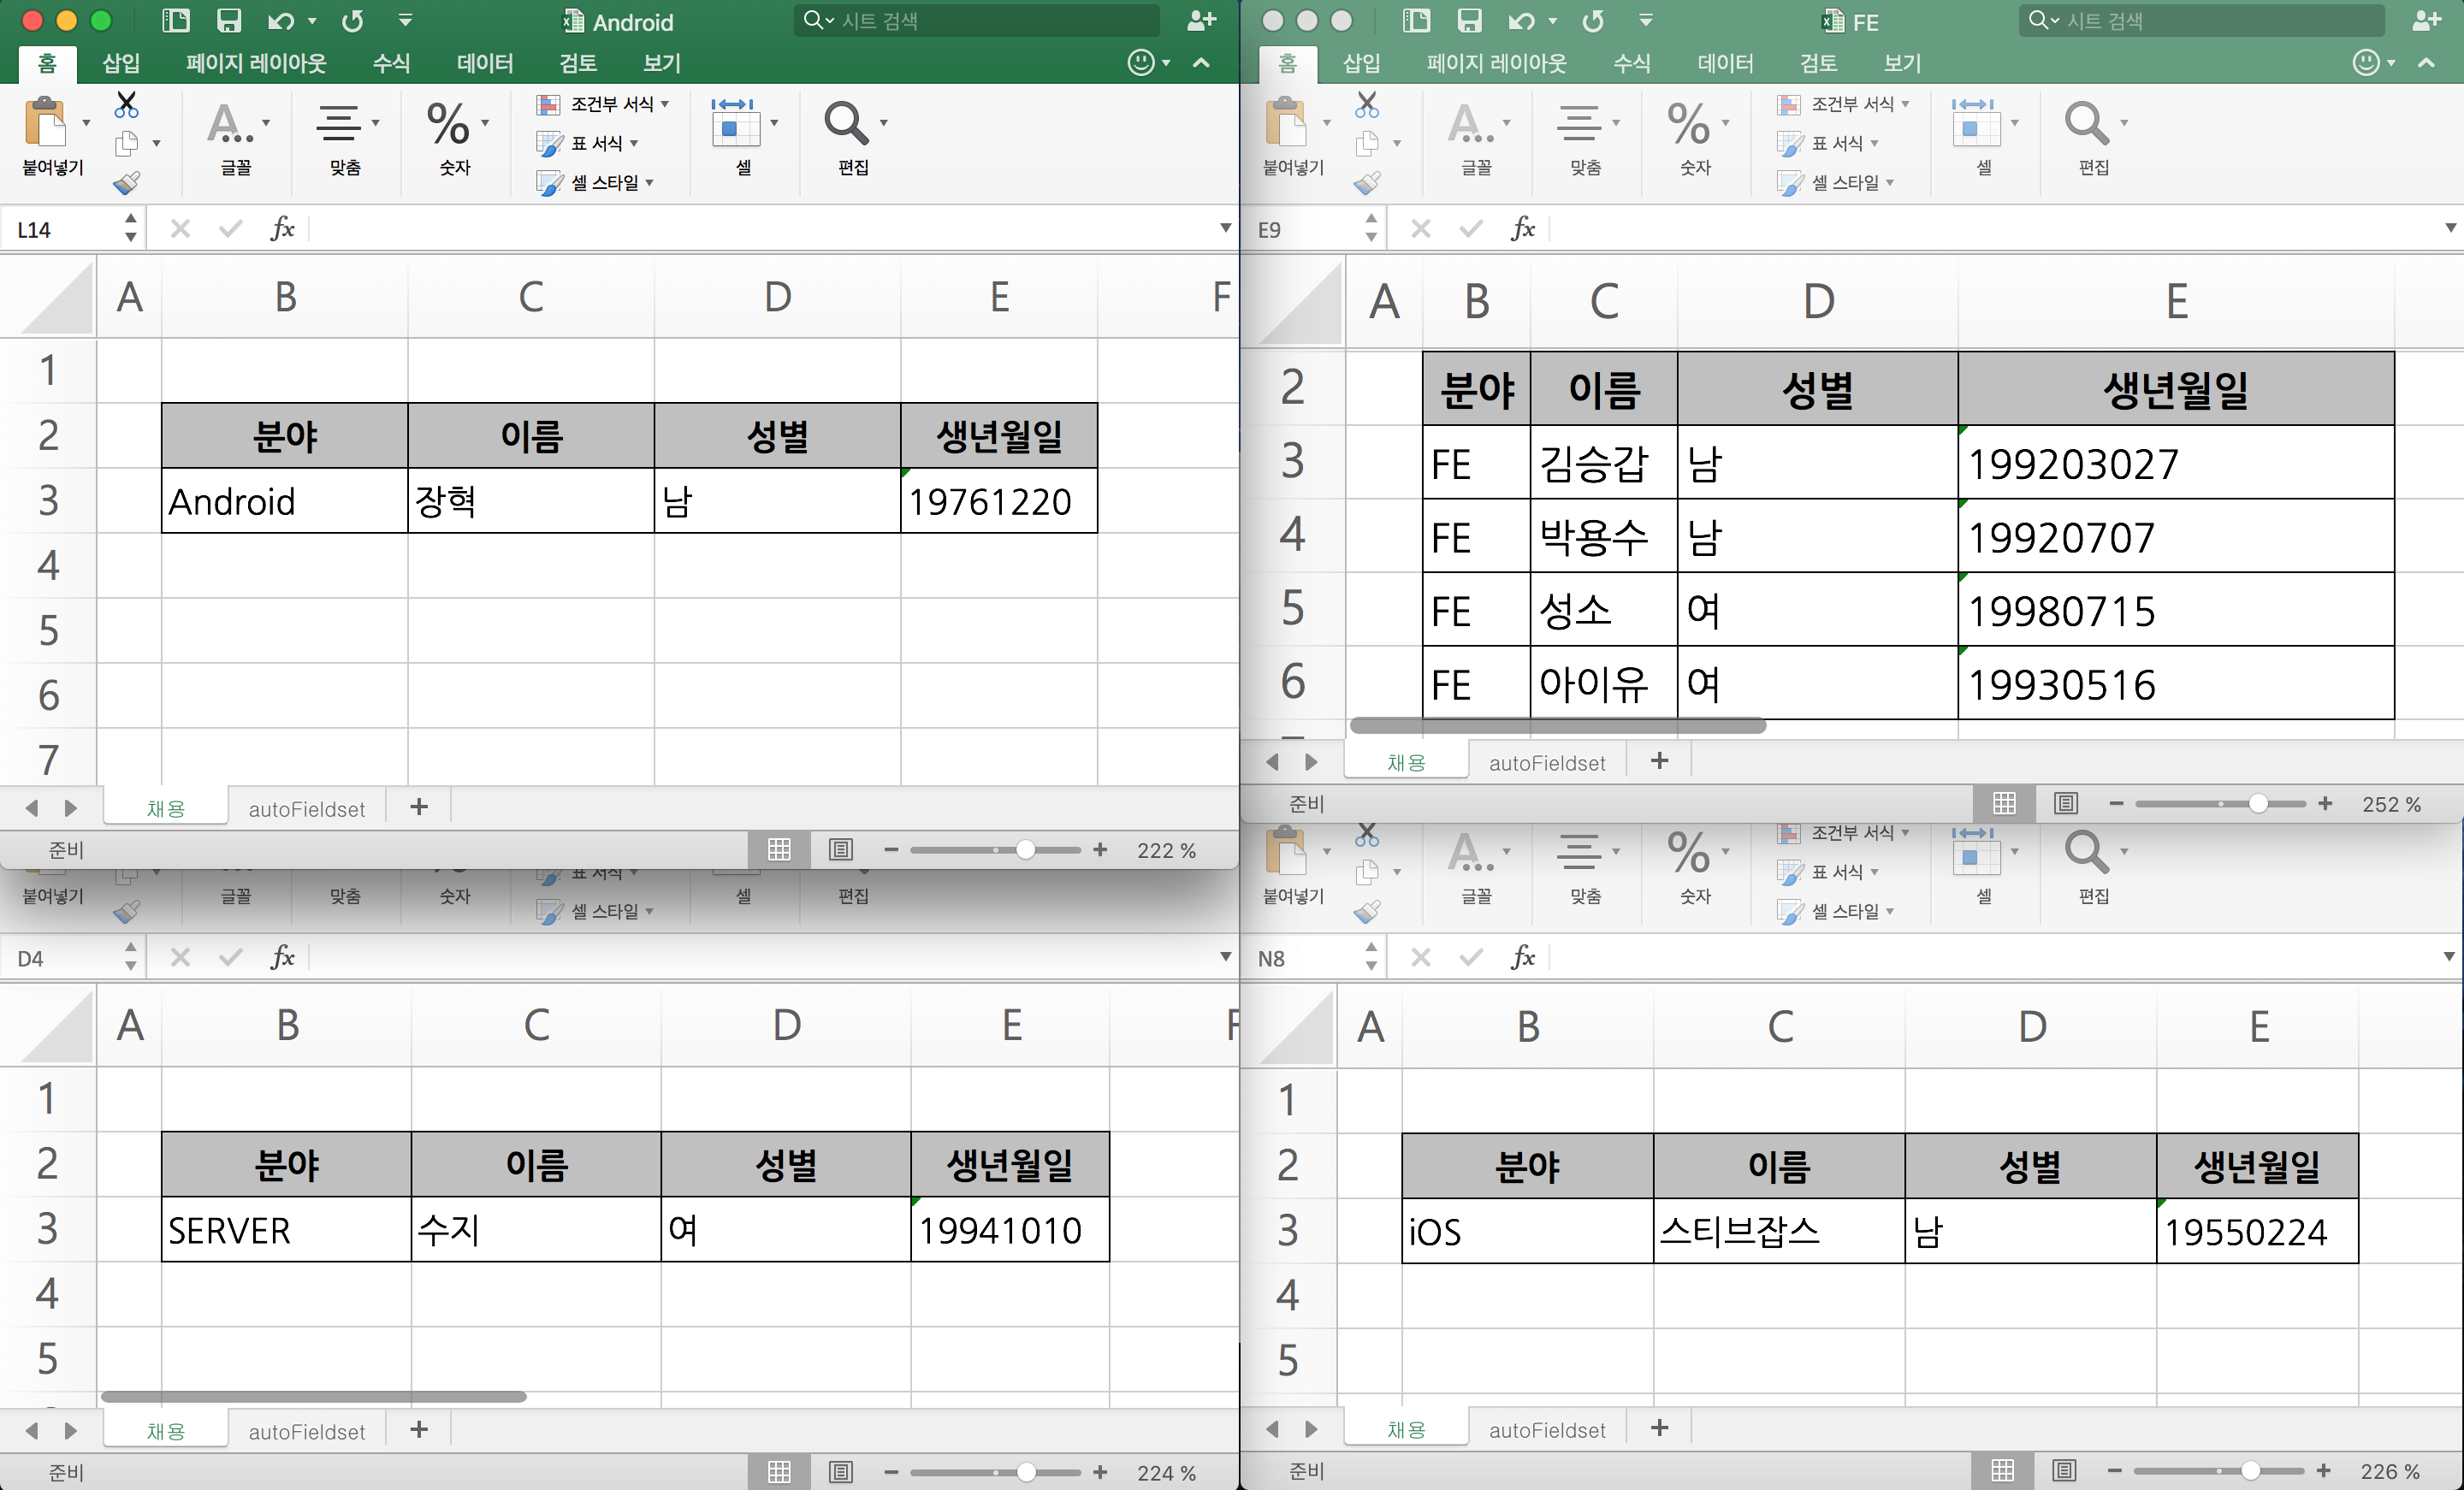 Android
시트 검색
홈 삽입 페이지 레이아웃 수식 데이터 검토 보기
조건부 서식
표 서식
셀 스타일
붙여넣기 글꼴 맞춤 숫자 셀 편집
L14 fx
A B C D E F
1
2 분야 이름 성별 생년월일
3 Android 장혁 남 19761220
4
5
6
7
채용 autoFieldset +
준비 222 %
FE
시트 검색
홈 삽입 페이지 레이아웃 수식 데이터 검토 보기
조건부 서식
표 서식
셀 스타일
붙여넣기 글꼴 맞춤 숫자 셀 편집
E9 fx
A B C D E
2 분야 이름 성별 생년월일
3 FE 김승갑 남 199203027
4 FE 박용수 남 19920707
5 FE 성소 여 19980715
6 FE 아이유 여 19930516
채용 autoFieldset +
준비 252 %
표 서식
셀 스타일
붙여넣기 글꼴 맞춤 숫자 셀 편집
D4 fx
A B C D E F
1
2 분야 이름 성별 생년월일
3 SERVER 수지 여 19941010
4
5
채용 autoFieldset +
준비 224 %
조건부 서식
표 서식
셀 스타일
붙여넣기 글꼴 맞춤 숫자 셀 편집
N8 fx
A B C D E
1
2 분야 이름 성별 생년월일
3 iOS 스티브잡스 남 19550224
4
5
채용 autoFieldset +
준비 226 %